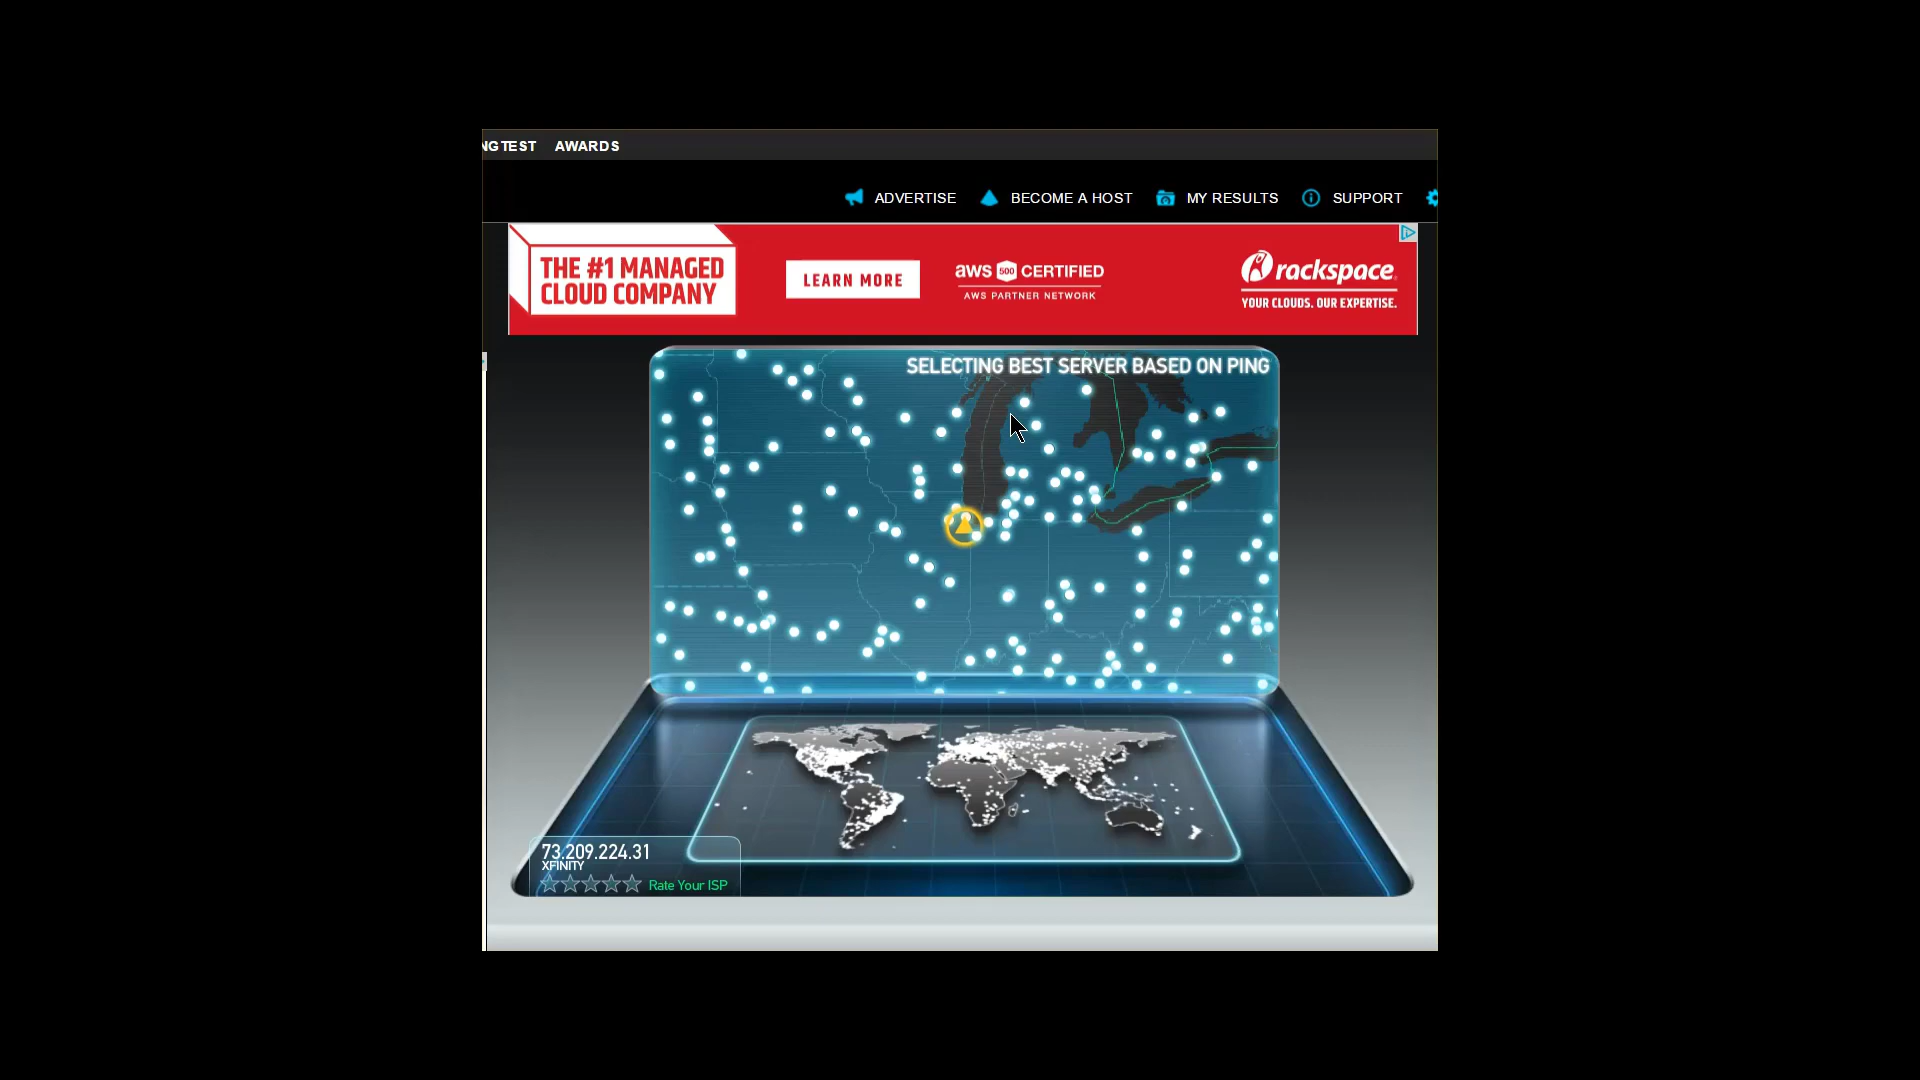 NGTEST AWARDS
ADVERTISE BECOME A HOST MY RESULTS SUPPORT
THE #1 MANAGED
CLOUD COMPANY
LEARN MORE
aws 500 CERTIFIED
AWS PARTNER NETWORK
rackspace
YOUR CLOUDS. OUR EXPERTISE.
SELECTING BEST SERVER BASED ON PING
73.209.224.31
XFINITY
Rate Your ISP